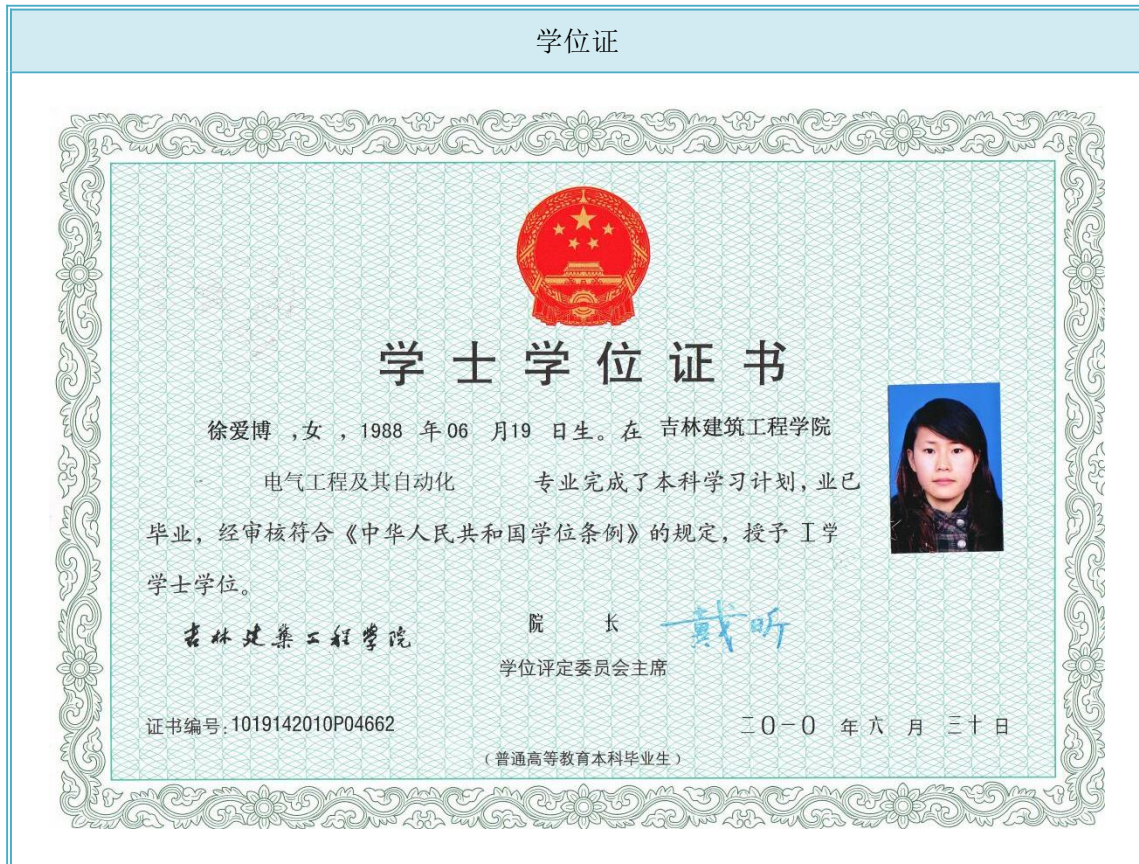 学位证
学士学位证书
徐爱博 ,女 , 1988 年06 月19 日生。在 吉林建筑工程学院
电气工程及其自动化 专业完成了本科学习计划,业已
毕业,经审核符合《中华人民共和国学位条例》的规定,授予 工学
学士学位。
吉林建筑工程学院
院 长 戴昕
学位评定委员会主席
证书编号:1019142010P04662
二0一0 年 六 月 三十 日
(普通高等教育本科毕业生)